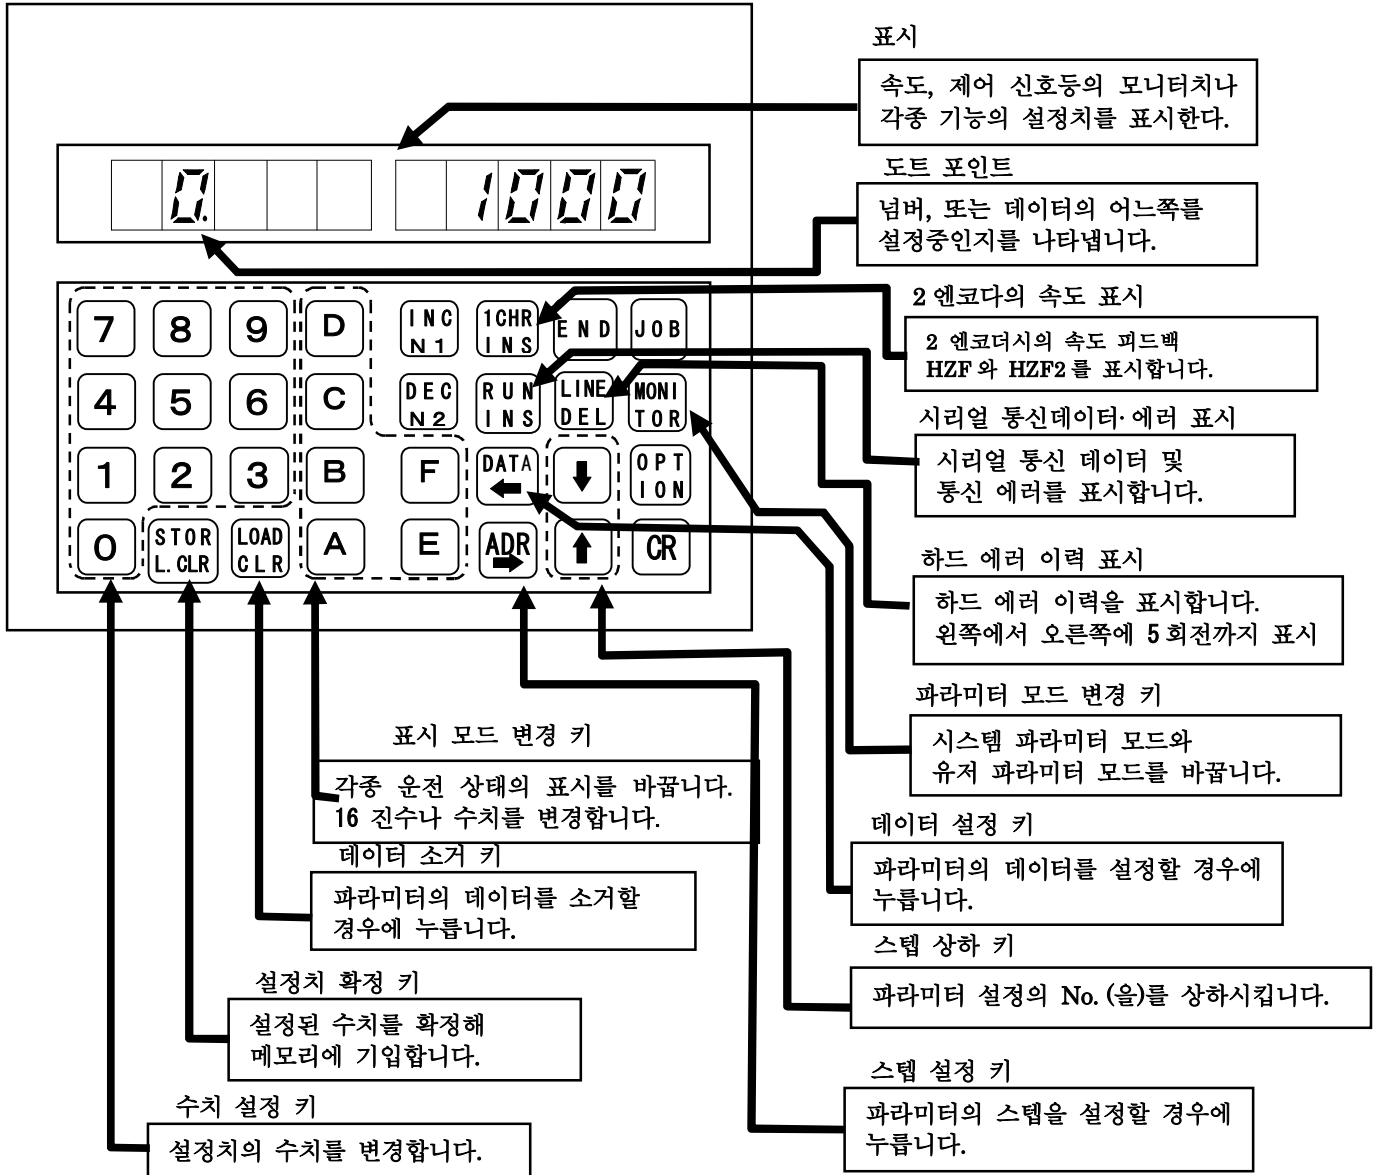 표시
속도, 제어 신호등의 모니터치나
각종 기능의 설정치를 표시한다.
도트 포인트
넘버, 또는 데이터의 어느쪽를
설정중인지를 나타냅니다.
0. 1000
2 엔코다의 속도 표시
2 엔코더시의 속도 피드백
HZF 와 HZF2 를 표시합니다.
7 8 9 D INC N1 1CHR INS END JOB
4 5 6 C DEC N2 RUN INS LINE DEL MONI TOR
1 2 3 B F DATA ← ↓ OPT ION
0 STOR L.CLR LOAD CLR A E ADR → ↑ CR
시리얼 통신데이터·에러 표시
시리얼 통신 데이터 및
통신 에러를 표시합니다.
하드 에러 이력 표시
하드 에러 이력을 표시합니다.
왼쪽에서 오른쪽에 5 회전까지 표시
파라미터 모드 변경 키
시스템 파라미터 모드와
유저 파라미터 모드를 바꿉니다.
표시 모드 변경 키
각종 운전 상태의 표시를 바꿉니다.
16 진수나 수치를 변경합니다.
데이터 설정 키
파라미터의 데이터를 설정할 경우에
누릅니다.
데이터 소거 키
파라미터의 데이터를 소거할
경우에 누릅니다.
스텝 상하 키
파라미터 설정의 No. (을)를 상하시킵니다.
설정치 확정 키
설정된 수치를 확정해
메모리에 기입합니다.
스텝 설정 키
파라미터의 스텝을 설정할 경우에
누릅니다.
수치 설정 키
설정치의 수치를 변경합니다.